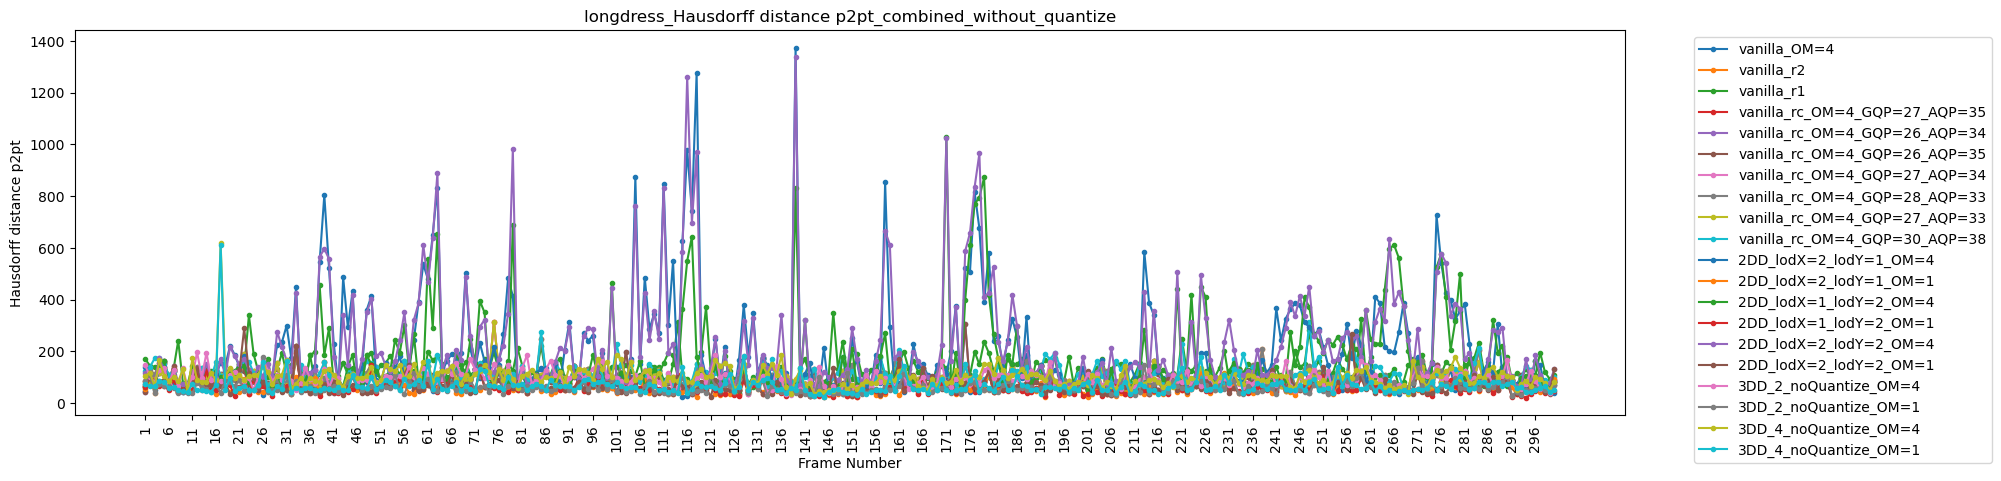 longdress_Hausdorff distance p2pt_combined_without_quantize
Hausdorff distance p2pt
1400
1200
1000
800
600
400
200
0
1 6 11 16 21 26 31 36 41 46 51 56 61 66 71 76 81 86 91 96 101 106 111 116 121 126 131 136 141 146 151 156 161 166 171 176 181 186 191 196 201 206 211 216 221 226 231 236 241 246 251 256 261 266 271 276 281 286 291 296
Frame Number
vanilla_OM=4
vanilla_r2
vanilla_r1
vanilla_rc_OM=4_GQP=27_AQP=35
vanilla_rc_OM=4_GQP=26_AQP=34
vanilla_rc_OM=4_GQP=26_AQP=35
vanilla_rc_OM=4_GQP=27_AQP=34
vanilla_rc_OM=4_GQP=28_AQP=33
vanilla_rc_OM=4_GQP=27_AQP=33
vanilla_rc_OM=4_GQP=30_AQP=38
2DD_lodX=2_lodY=1_OM=4
2DD_lodX=2_lodY=1_OM=1
2DD_lodX=1_lodY=2_OM=4
2DD_lodX=1_lodY=2_OM=1
2DD_lodX=2_lodY=2_OM=4
2DD_lodX=2_lodY=2_OM=1
3DD_2_noQuantize_OM=4
3DD_2_noQuantize_OM=1
3DD_4_noQuantize_OM=4
3DD_4_noQuantize_OM=1